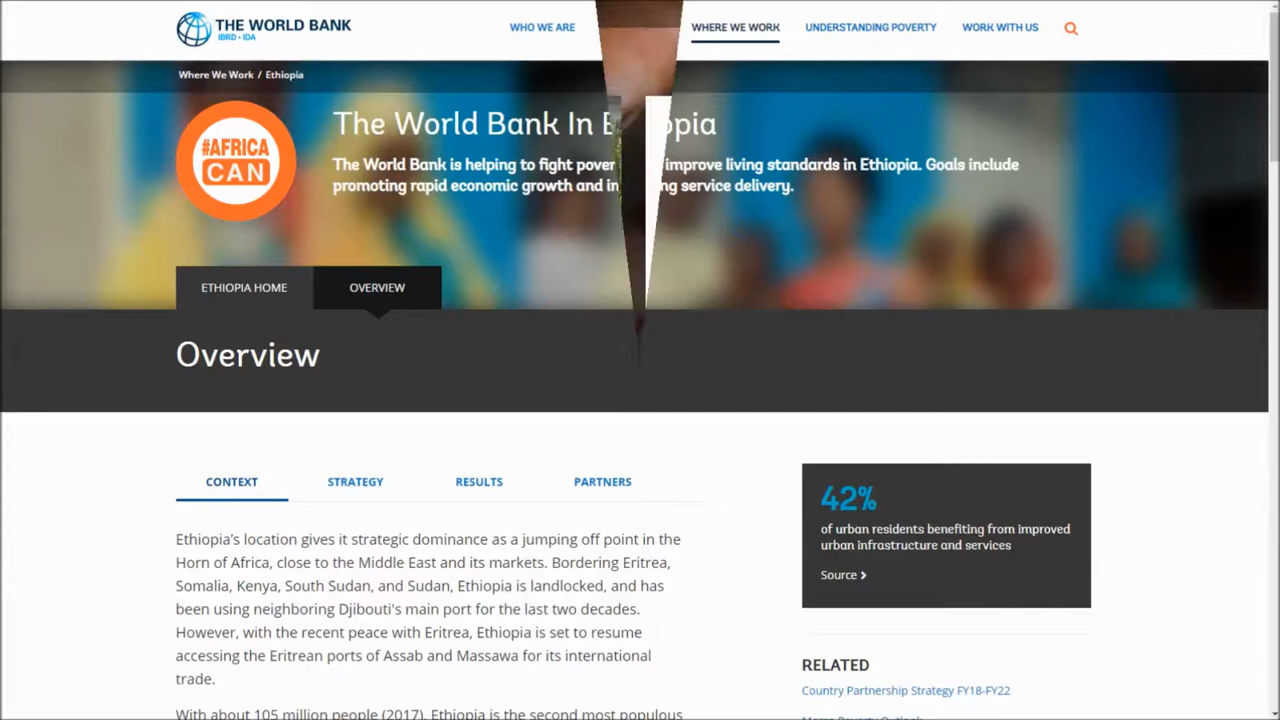 THE WORLD BANK
IBRD • IDA
WHO WE ARE
WHERE WE WORK
UNDERSTANDING POVERTY
WORK WITH US
Where We Work / Ethiopia
#AFRICA
CAN
The World Bank In E opia
The World Bank is helping to fight pover improve living standards in Ethiopia. Goals include
promoting rapid economic growth and in ng service delivery.
ETHIOPIA HOME
OVERVIEW
Overview
CONTEXT
STRATEGY
RESULTS
PARTNERS
Ethiopia’s location gives it strategic dominance as a jumping off point in the
Horn of Africa, close to the Middle East and its markets. Bordering Eritrea,
Somalia, Kenya, South Sudan, and Sudan, Ethiopia is landlocked, and has
been using neighboring Djibouti's main port for the last two decades.
However, with the recent peace with Eritrea, Ethiopia is set to resume
accessing the Eritrean ports of Assab and Massawa for its international
trade.
With about 105 million people (2017), Ethiopia is the second most populous
42%
of urban residents benefiting from improved
urban infrastructure and services
Source >
RELATED
Country Partnership Strategy FY18-FY22